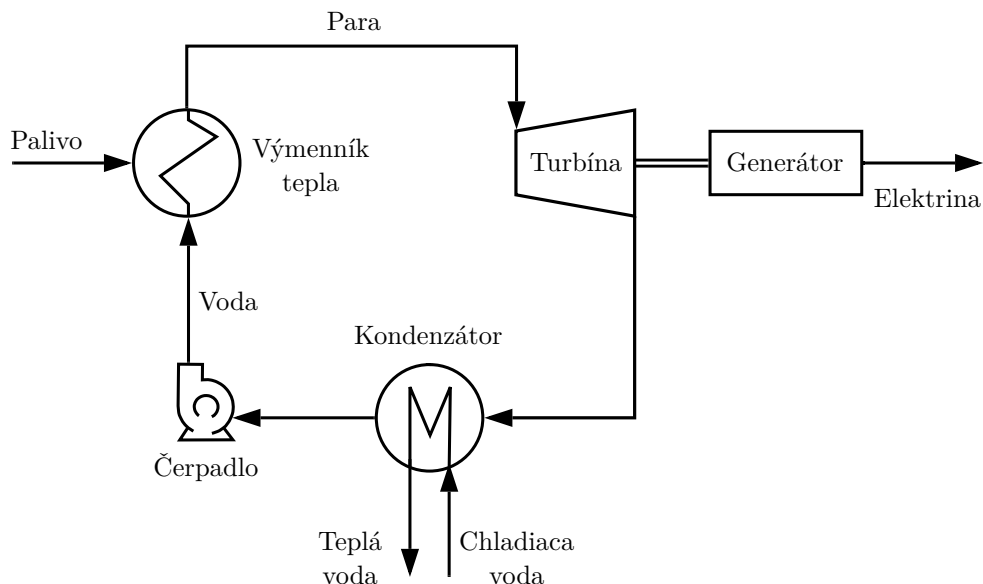 Para
Palivo
Výmenník
tepla
Turbína
Generátor
Elektrina
Voda
Kondenzátor
Čerpadlo
Teplá
voda
Chladiaca
voda